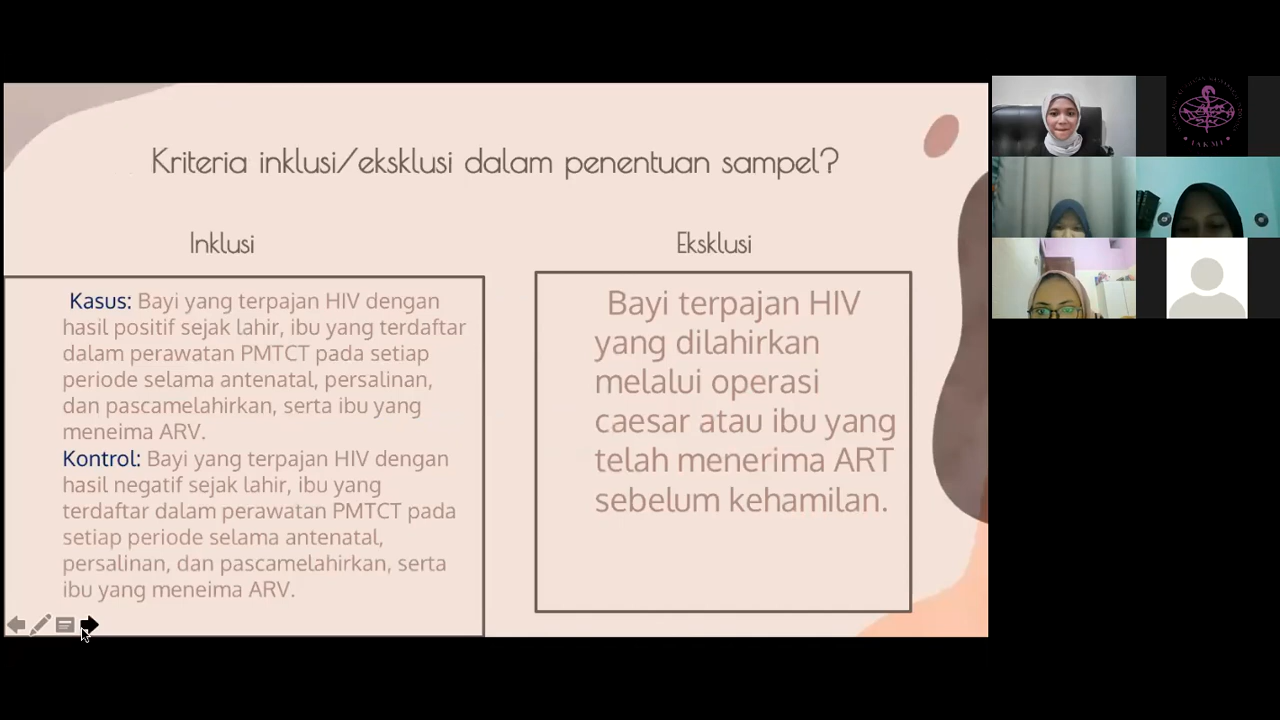 Kriteria inklusi/eksklusi dalam penentuan sampel?
Inklusi
Kasus: Bayi yang terpajan HIV dengan
hasil positif sejak lahir, ibu yang terdaftar
dalam perawatan PMTCT pada setiap
periode selama antenatal, persalinan,
dan pascamelahirkan, serta ibu yang
meneima ARV.
Kontrol: Bayi yang terpajan HIV dengan
hasil negatif sejak lahir, ibu yang
terdaftar dalam perawatan PMTCT pada
setiap periode selama antenatal,
persalinan, dan pascamelahirkan, serta
ibu yang meneima ARV.
Eksklusi
Bayi terpajan HIV
yang dilahirkan
melalui operasi
caesar atau ibu yang
telah menerima ART
sebelum kehamilan.